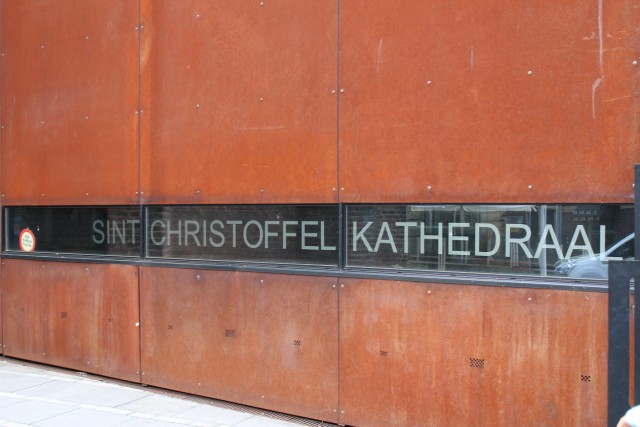 SINT CHRISTOFFEL KATHEDRAAL